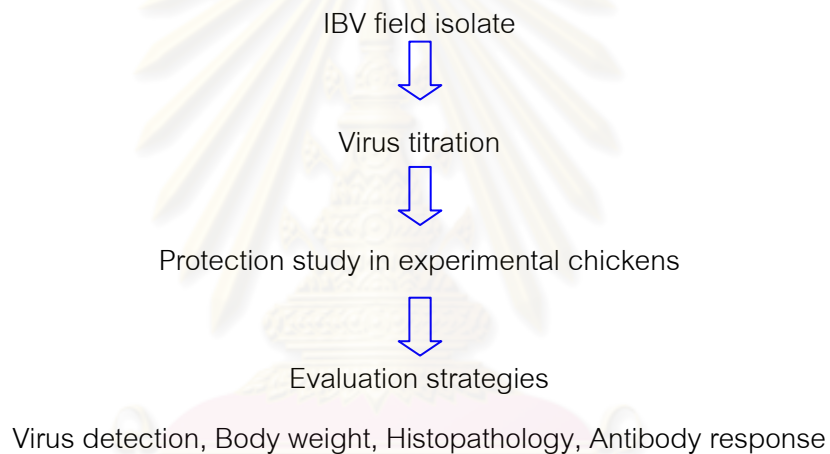 IBV field isolate
Virus titration
Protection study in experimental chickens
Evaluation strategies
Virus detection, Body weight, Histopathology, Antibody response